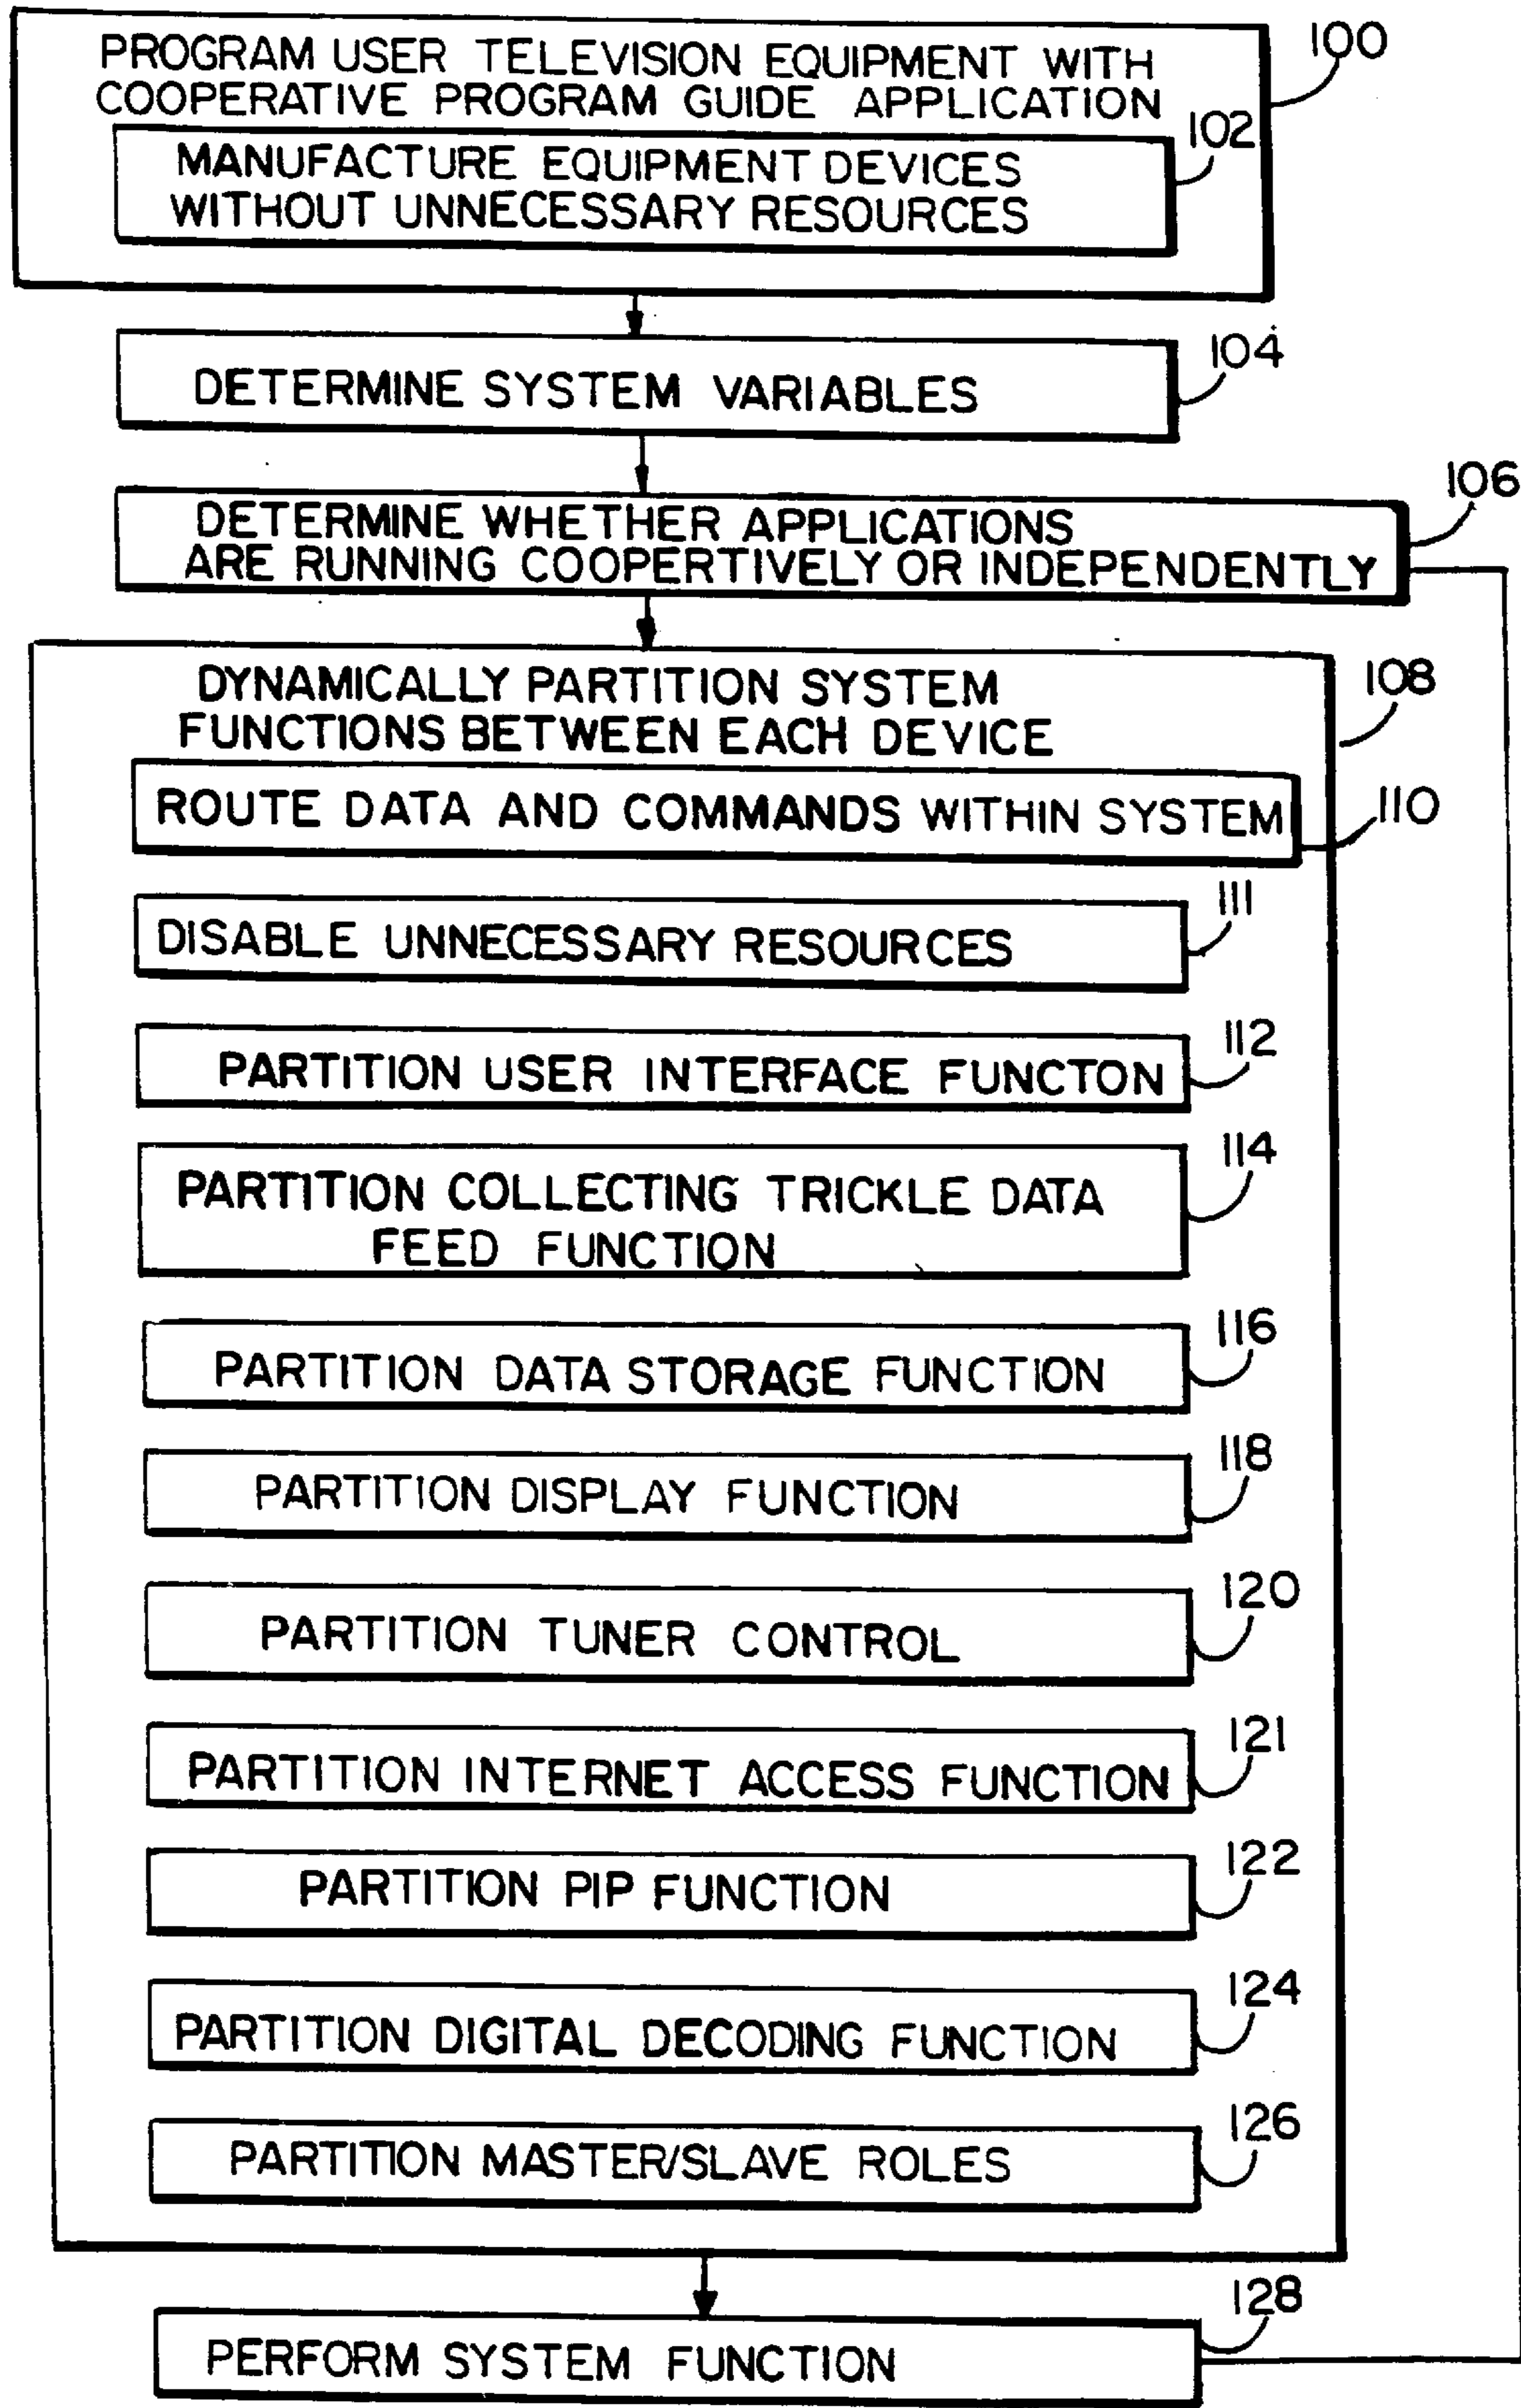 100
PROGRAM USER TELEVISION EQUIPMENT WITH
COOPERATIVE PROGRAM GUIDE APPLICATION
102
MANUFACTURE EQUIPMENT DEVICES
WITHOUT UNNECESSARY RESOURCES
104
DETERMINE SYSTEM VARIABLES
106
DETERMINE WHETHER APPLICATIONS
ARE RUNNING COOPERTIVELY OR INDEPENDENTLY
108
DYNAMICALLY PARTITION SYSTEM
FUNCTIONS BETWEEN EACH DEVICE
ROUTE DATA AND COMMANDS WITHIN SYSTEM
110
111
DISABLE UNNECESSARY RESOURCES
112
PARTITION USER INTERFACE FUNCTON
114
PARTITION COLLECTING TRICKLE DATA
FEED FUNCTION
116
PARTITION DATA STORAGE FUNCTION
118
PARTITION DISPLAY FUNCTION
120
PARTITION TUNER CONTROL
121
PARTITION INTERNET ACCESS FUNCTION
122
PARTITION PIP FUNCTION
124
PARTITION DIGITAL DECODING FUNCTION
126
PARTITION MASTER/SLAVE ROLES
128
PERFORM SYSTEM FUNCTION